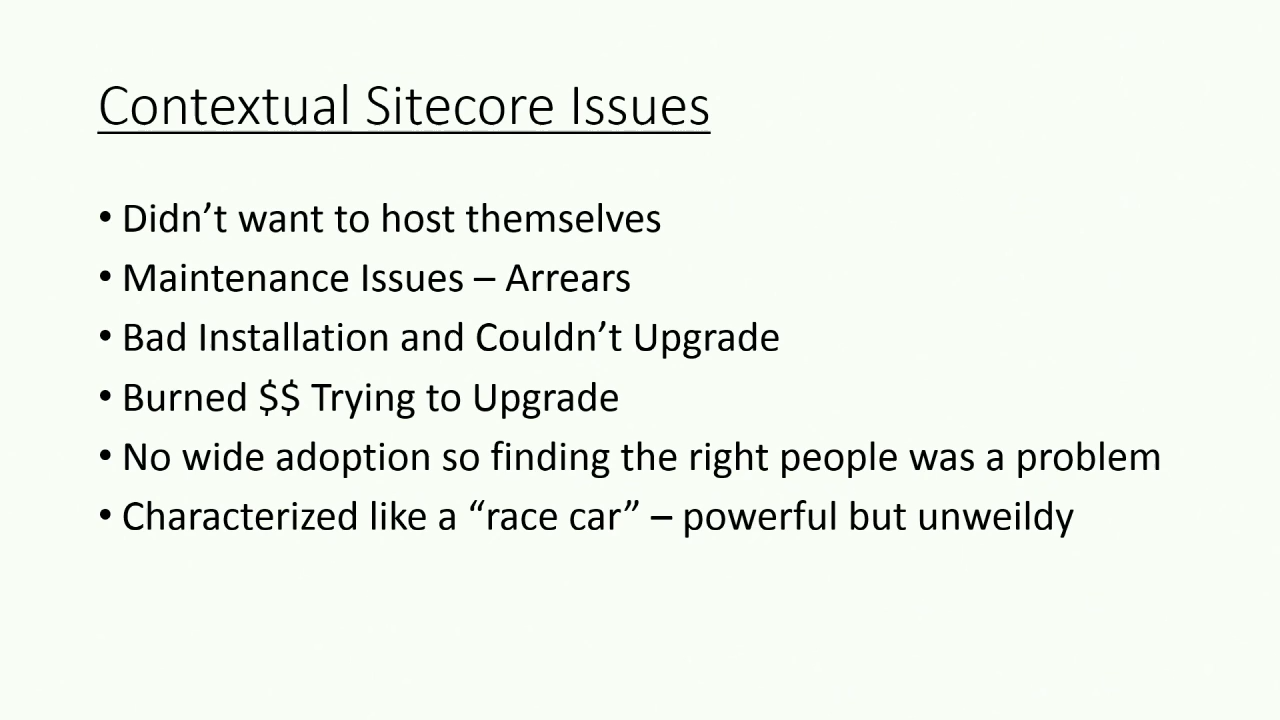 Contextual Sitecore Issues
• Didn’t want to host themselves
• Maintenance Issues – Arrears
• Bad Installation and Couldn’t Upgrade
• Burned $$ Trying to Upgrade
• No wide adoption so finding the right people was a problem
• Characterized like a “race car” – powerful but unweildy